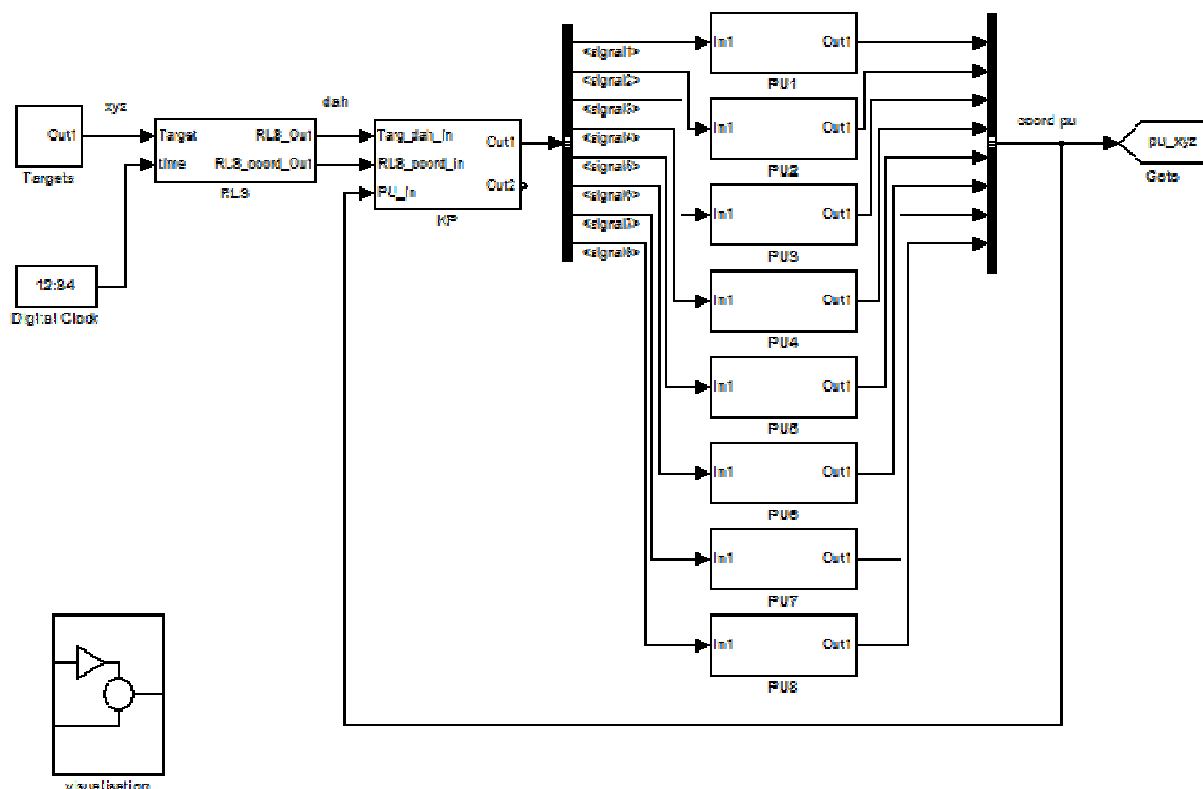 xyz
dah
coord pu
Out1
Targets
Target
time
RLS_Out
RLS_coord_Out
RLS
12:34
Digital Clock
Targ_dah_In
RLS_coord_In
PU_In
Out1
Out2
KP
<signal1>
<signal2>
<signal3>
<signal4>
<signal5>
<signal6>
<signal7>
<signal8>
In1
Out1
PU1
In1
Out1
PU2
In1
Out1
PU3
In1
Out1
PU4
In1
Out1
PU5
In1
Out1
PU6
In1
Out1
PU7
In1
Out1
PU8
pu_xyz
Goto
visualisation